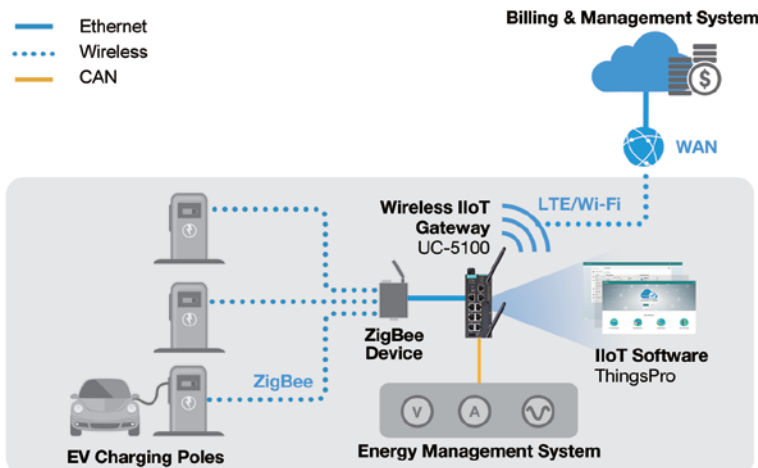 Billing & Management System
Ethernet
Wireless
CAN
$
WAN
LTE/Wi-Fi
Wireless IIoT
Gateway
UC-5100
ZigBee
Device
IIoT Software
ThingsPro
ZigBee
V
A
EV Charging Poles
Energy Management System